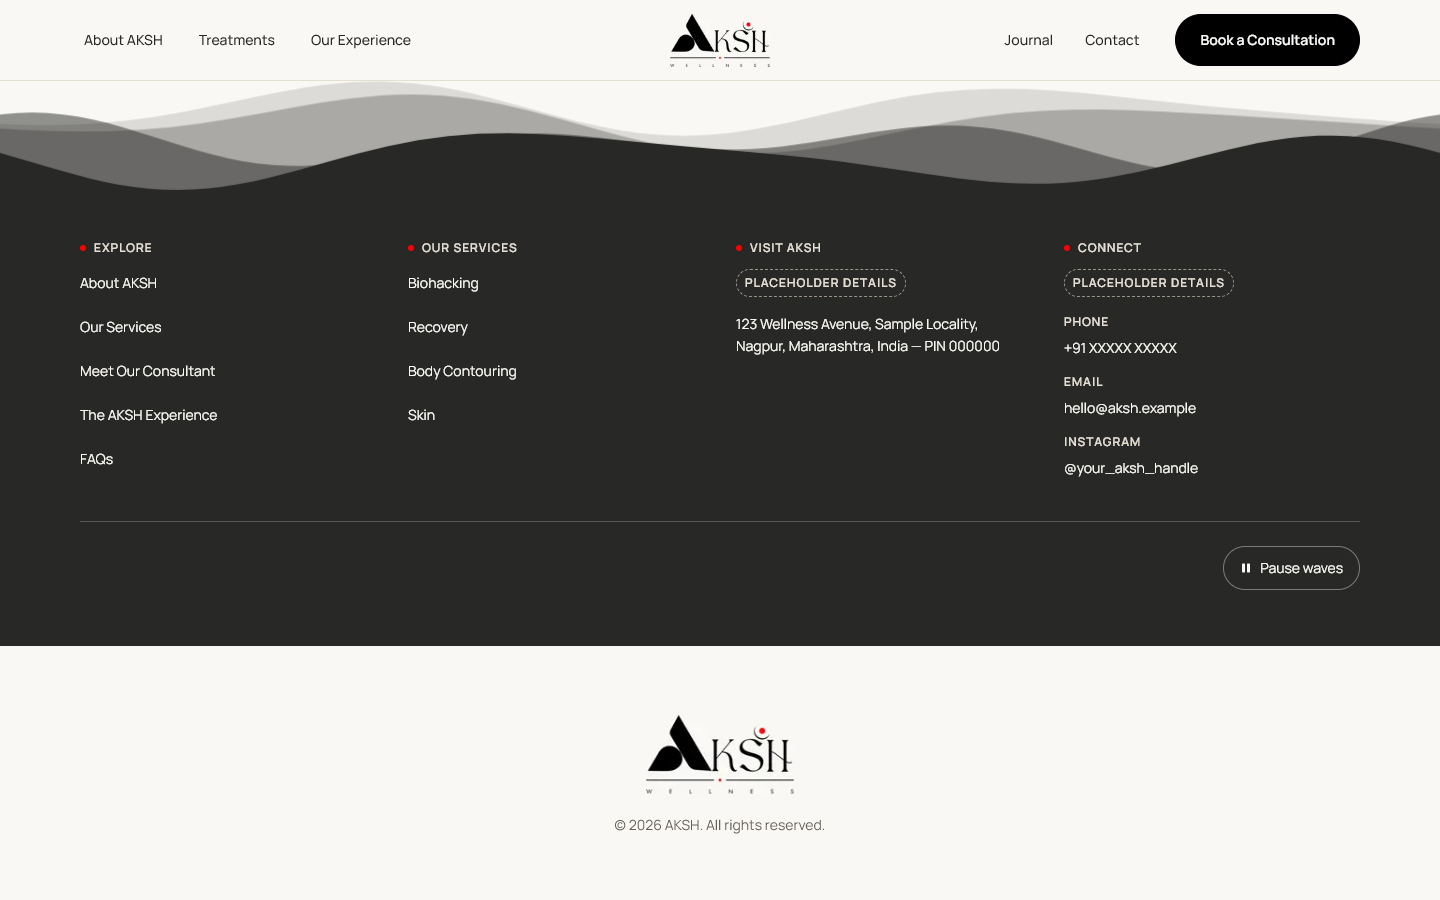 About AKSH
Treatments
Our Experience
AKSH
WELLNESS
Journal
Contact
Book a Consultation
EXPLORE
About AKSH
Our Services
Meet Our Consultant
The AKSH Experience
FAQs
OUR SERVICES
Biohacking
Recovery
Body Contouring
Skin
VISIT AKSH
PLACEHOLDER DETAILS
123 Wellness Avenue, Sample Locality,
Nagpur, Maharashtra, India — PIN 000000
CONNECT
PLACEHOLDER DETAILS
PHONE
+91 XXXXX XXXXX
EMAIL
hello@aksh.example
INSTAGRAM
@your_aksh_handle
Pause waves
AKSH
WELLNESS
© 2026 AKSH. All rights reserved.